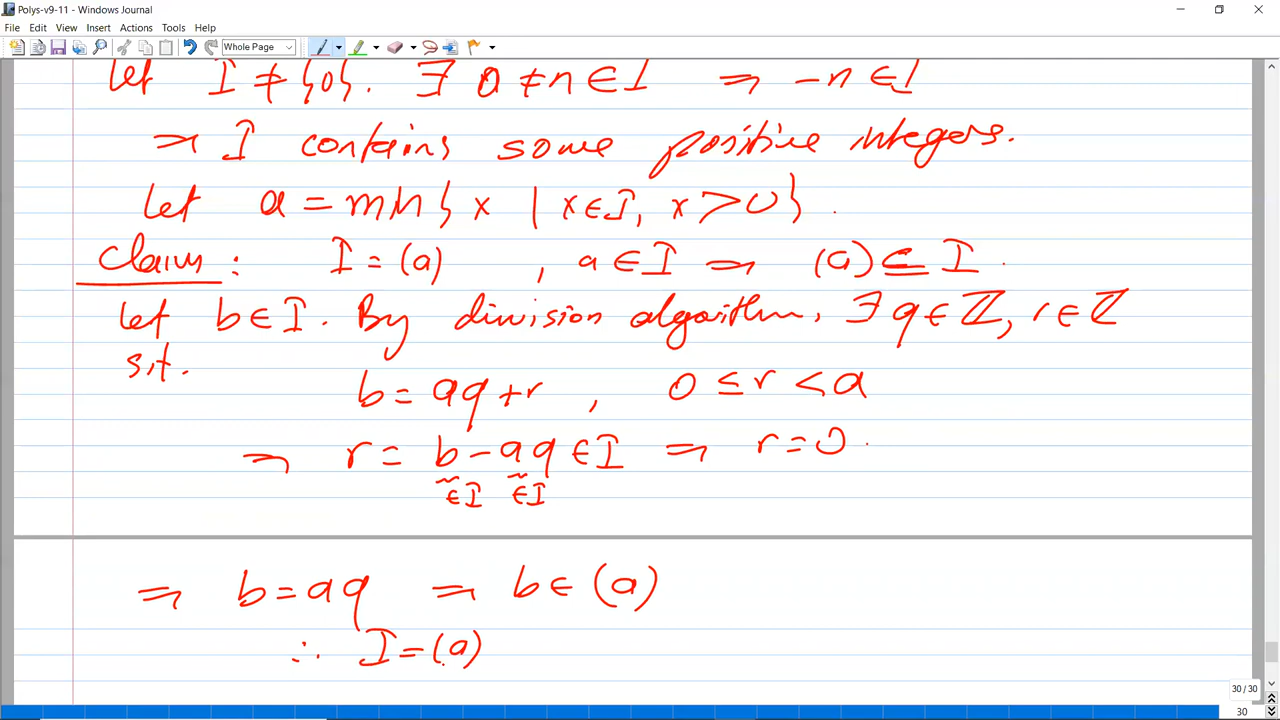 Polys-v9-11 - Windows Journal
File Edit View Insert Actions Tools Help
Whole Page
Let I ≠ {0}. ∃ 0 ≠ n ∈ I ⇒ -n ∈ I
⇒ I contains some positive integers.
Let a = min { x | x ∈ I, x > 0 }.
Claim: I = (a) , a ∈ I ⇒ (a) ⊆ I.
Let b ∈ I. By division algorithm, ∃ q ∈ ℤ, r ∈ ℤ
s.t.
b = aq + r , 0 ≤ r < a
⇒ r = b - aq ∈ I ⇒ r = 0.
∈ I ∈ I
⇒ b = aq ⇒ b ∈ (a)
∴ I = (a)
30 / 30
30